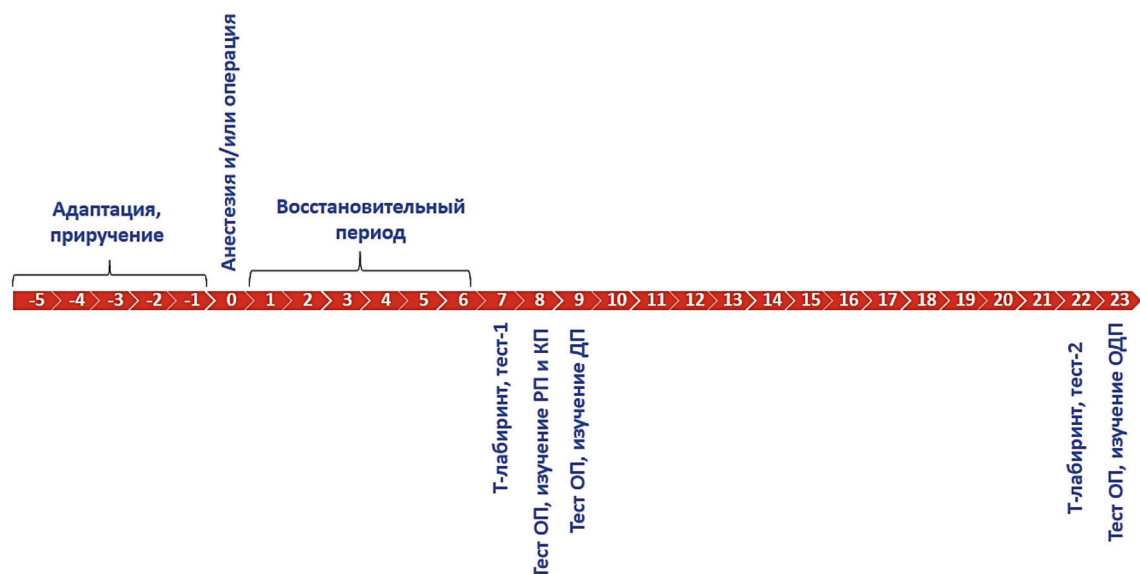 Анестезия и/или операция
Адаптация,
приручение
Восстановительный
период
-5 -4 -3 -2 -1 0 1 2 3 4 5 6 7 8 9 10 11 12 13 14 15 16 17 18 19 20 21 22 23
Т-лабиринт, тест-1
Тест ОП, изучение РП и КП
Тест ОП, изучение ДП
Т-лабиринт, тест-2
Тест ОП, изучение ОДП